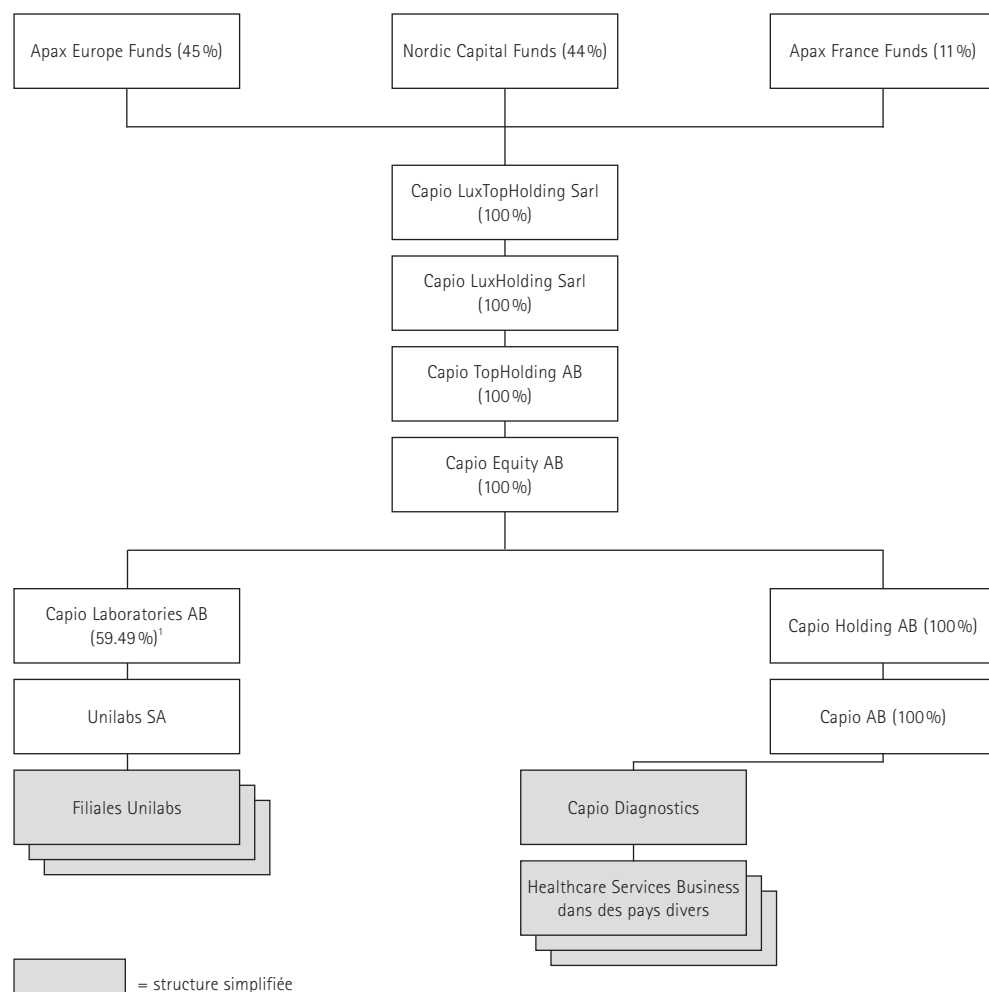 Apax Europe Funds (45 %)
Nordic Capital Funds (44 %)
Apax France Funds (11 %)
Capio LuxTopHolding Sarl
(100 %)
Capio LuxHolding Sarl
(100 %)
Capio TopHolding AB
(100 %)
Capio Equity AB
(100 %)
Capio Laboratories AB
(59.49 %)¹
Capio Holding AB (100 %)
Unilabs SA
Capio AB (100 %)
Filiales Unilabs
Capio Diagnostics
Healthcare Services Business
dans des pays divers
= structure simplifiée